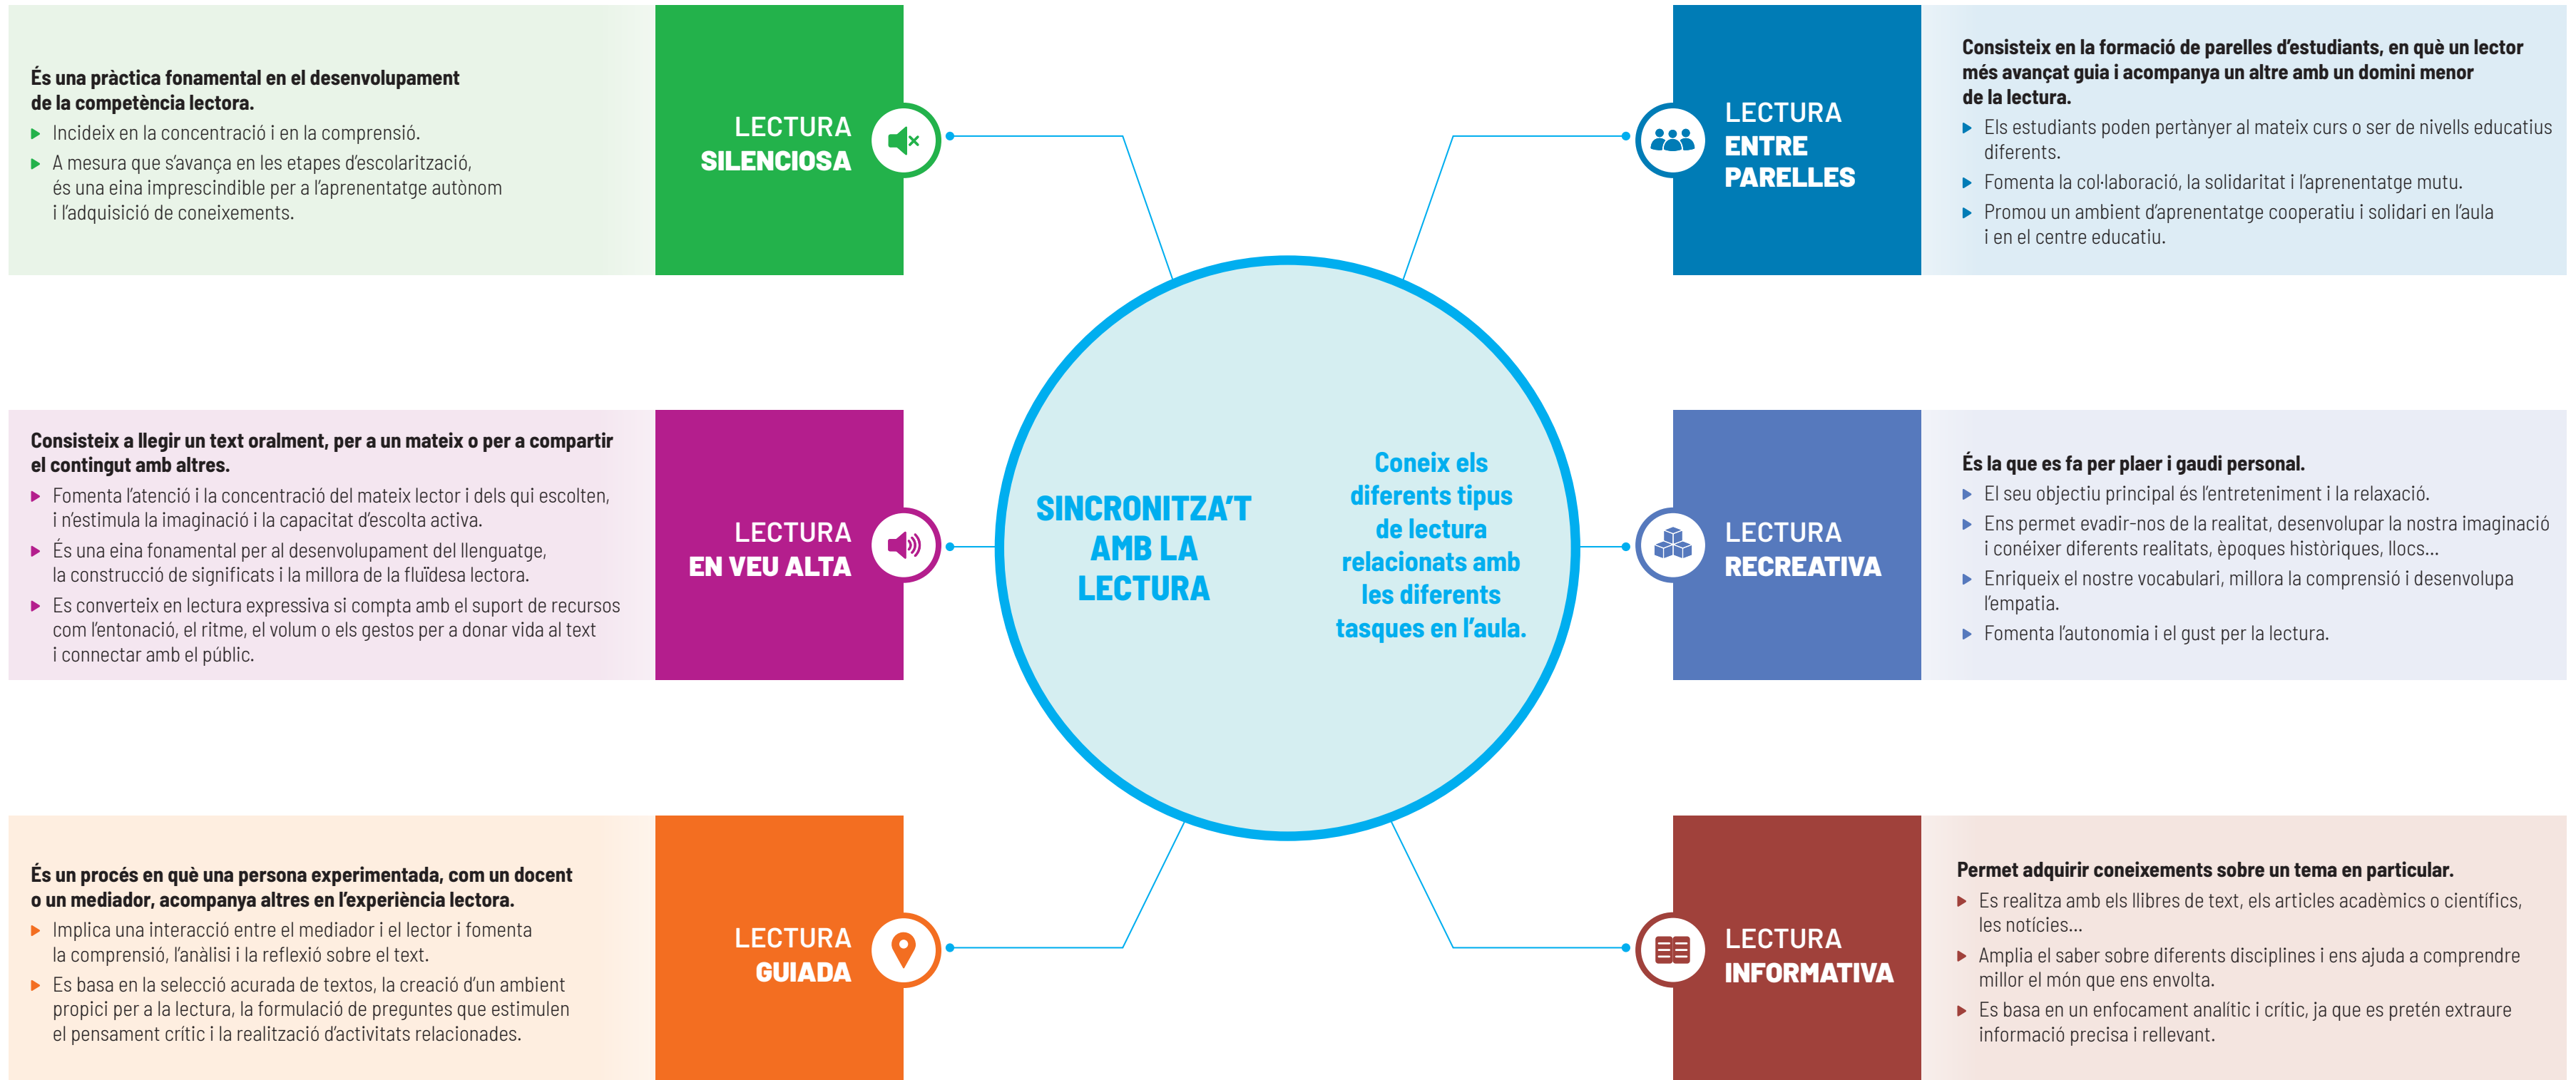 És una pràctica fonamental en el desenvolupament
de la competència lectora.
Incideix en la concentració i en la comprensió.
A mesura que s’avança en les etapes d’escolarització,
és una eina imprescindible per a l’aprenentatge autònom
i l’adquisició de coneixements.
LECTURA
SILENCIOSA
Consisteix a llegir un text oralment, per a un mateix o per a compartir
el contingut amb altres.
Fomenta l’atenció i la concentració del mateix lector i dels qui escolten,
i n’estimula la imaginació i la capacitat d’escolta activa.
És una eina fonamental per al desenvolupament del llenguatge,
la construcció de significats i la millora de la fluïdesa lectora.
Es converteix en lectura expressiva si compta amb el suport de recursos
com l’entonació, el ritme, el volum o els gestos per a donar vida al text
i connectar amb el públic.
LECTURA
EN VEU ALTA
És un procés en què una persona experimentada, com un docent
o un mediador, acompanya altres en l’experiència lectora.
Implica una interacció entre el mediador i el lector i fomenta
la comprensió, l’anàlisi i la reflexió sobre el text.
Es basa en la selecció acurada de textos, la creació d’un ambient
propici per a la lectura, la formulació de preguntes que estimulen
el pensament crític i la realització d’activitats relacionades.
LECTURA
GUIADA
SINCRONITZA’T
AMB LA
LECTURA
Coneix els
diferents tipus
de lectura
relacionats amb
les diferents
tasques en l’aula.
LECTURA
ENTRE
PARELLES
Consisteix en la formació de parelles d’estudiants, en què un lector
més avançat guia i acompanya un altre amb un domini menor
de la lectura.
Els estudiants poden pertànyer al mateix curs o ser de nivells educatius
diferents.
Fomenta la col·laboració, la solidaritat i l’aprenentatge mutu.
Promou un ambient d’aprenentatge cooperatiu i solidari en l’aula
i en el centre educatiu.
LECTURA
RECREATIVA
És la que es fa per plaer i gaudi personal.
El seu objectiu principal és l’entreteniment i la relaxació.
Ens permet evadir-nos de la realitat, desenvolupar la nostra imaginació
i conéixer diferents realitats, èpoques històriques, llocs...
Enriqueix el nostre vocabulari, millora la comprensió i desenvolupa
l’empatia.
Fomenta l’autonomia i el gust per la lectura.
LECTURA
INFORMATIVA
Permet adquirir coneixements sobre un tema en particular.
Es realitza amb els llibres de text, els articles acadèmics o científics,
les notícies...
Amplia el saber sobre diferents disciplines i ens ajuda a comprendre
millor el món que ens envolta.
Es basa en un enfocament analític i crític, ja que es pretén extraure
informació precisa i rellevant.